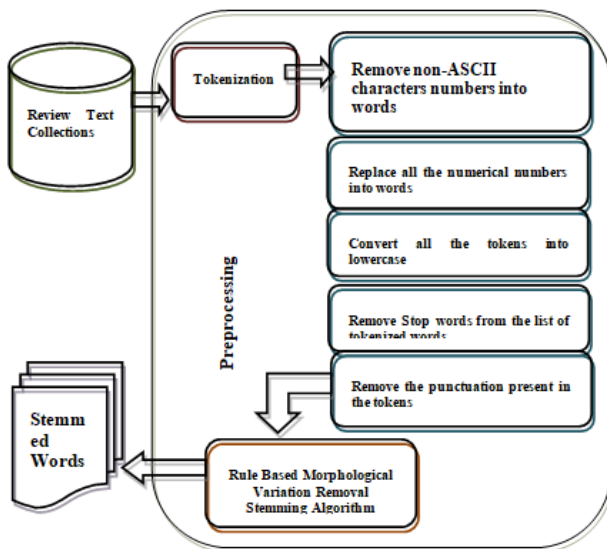 Review Text
Collections
Tokenization
Remove non-ASCII
characters numbers into
words
Replace all the numerical numbers
into words
Convert all the tokens into
lowercase
Remove Stop words from the list of
tokenized words
Remove the punctuation present in
the tokens
Preprocessing
Rule Based Morphological
Variation Removal
Stemming Algorithm
Stemm
ed
Words